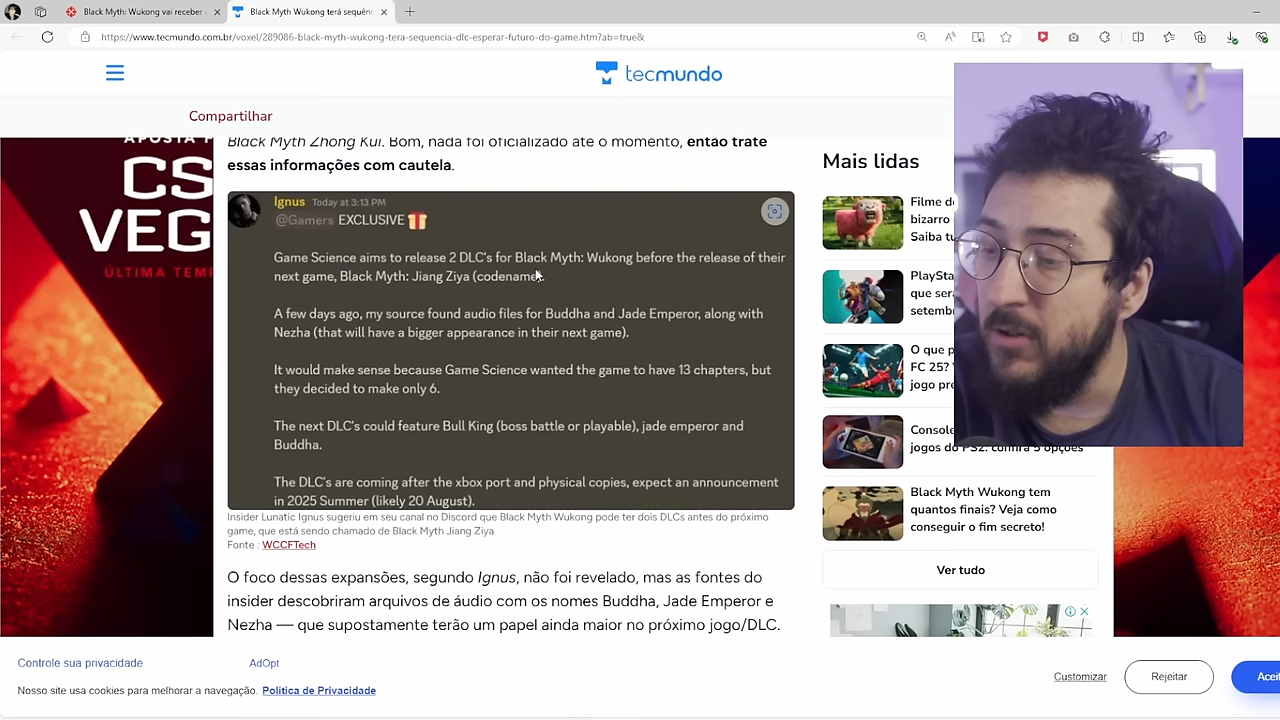 Black Myth: Wukong vai receber
Black Myth Wukong terá sequên
https://www.tecmundo.com.br/voxel/289086-black-myth-wukong-tera-sequencia-dlc-esperar-futuro-do-game.htm?ab=true&
tecmundo
Compartilhar
APOSTA
CS
VEG
ÚLTIMA TEMP
Black Myth Zhong Kui. Bom, nada foi oficializado até o momento, então trate
essas informações com cautela.
Ignus Today at 3:13 PM
@Gamers EXCLUSIVE
Game Science aims to release 2 DLC's for Black Myth: Wukong before the release of their
next game, Black Myth: Jiang Ziya (codename).
A few days ago, my source found audio files for Buddha and Jade Emperor, along with
Nezha (that will have a bigger appearance in their next game).
It would make sense because Game Science wanted the game to have 13 chapters, but
they decided to make only 6.
The next DLC's could feature Bull King (boss battle or playable), jade emperor and
Buddha.
The DLC's are coming after the xbox port and physical copies, expect an announcement
in 2025 Summer (likely 20 August).
Insider Lunatic Ignus sugeriu em seu canal no Discord que Black Myth Wukong pode ter dois DLCs antes do próximo
game, que está sendo chamado de Black Myth Jiang Ziya
Fonte : WCCFTech
O foco dessas expansões, segundo Ignus, não foi revelado, mas as fontes do
insider descobriram arquivos de áudio com os nomes Buddha, Jade Emperor e
Nezha — que supostamente terão um papel ainda maior no próximo jogo/DLC.
Mais lidas
Filme d
bizarro
Saiba tu
PlaySta
que ser
setemb
O que p
FC 25?
jogo pre
Console
jogos do PS2: confira 5 opções
Black Myth Wukong tem
quantos finais? Veja como
conseguir o fim secreto!
Ver tudo
Controle sua privacidade AdOpt
Nosso site usa cookies para melhorar a navegação. Política de Privacidade
Customizar
Rejeitar
Aceit